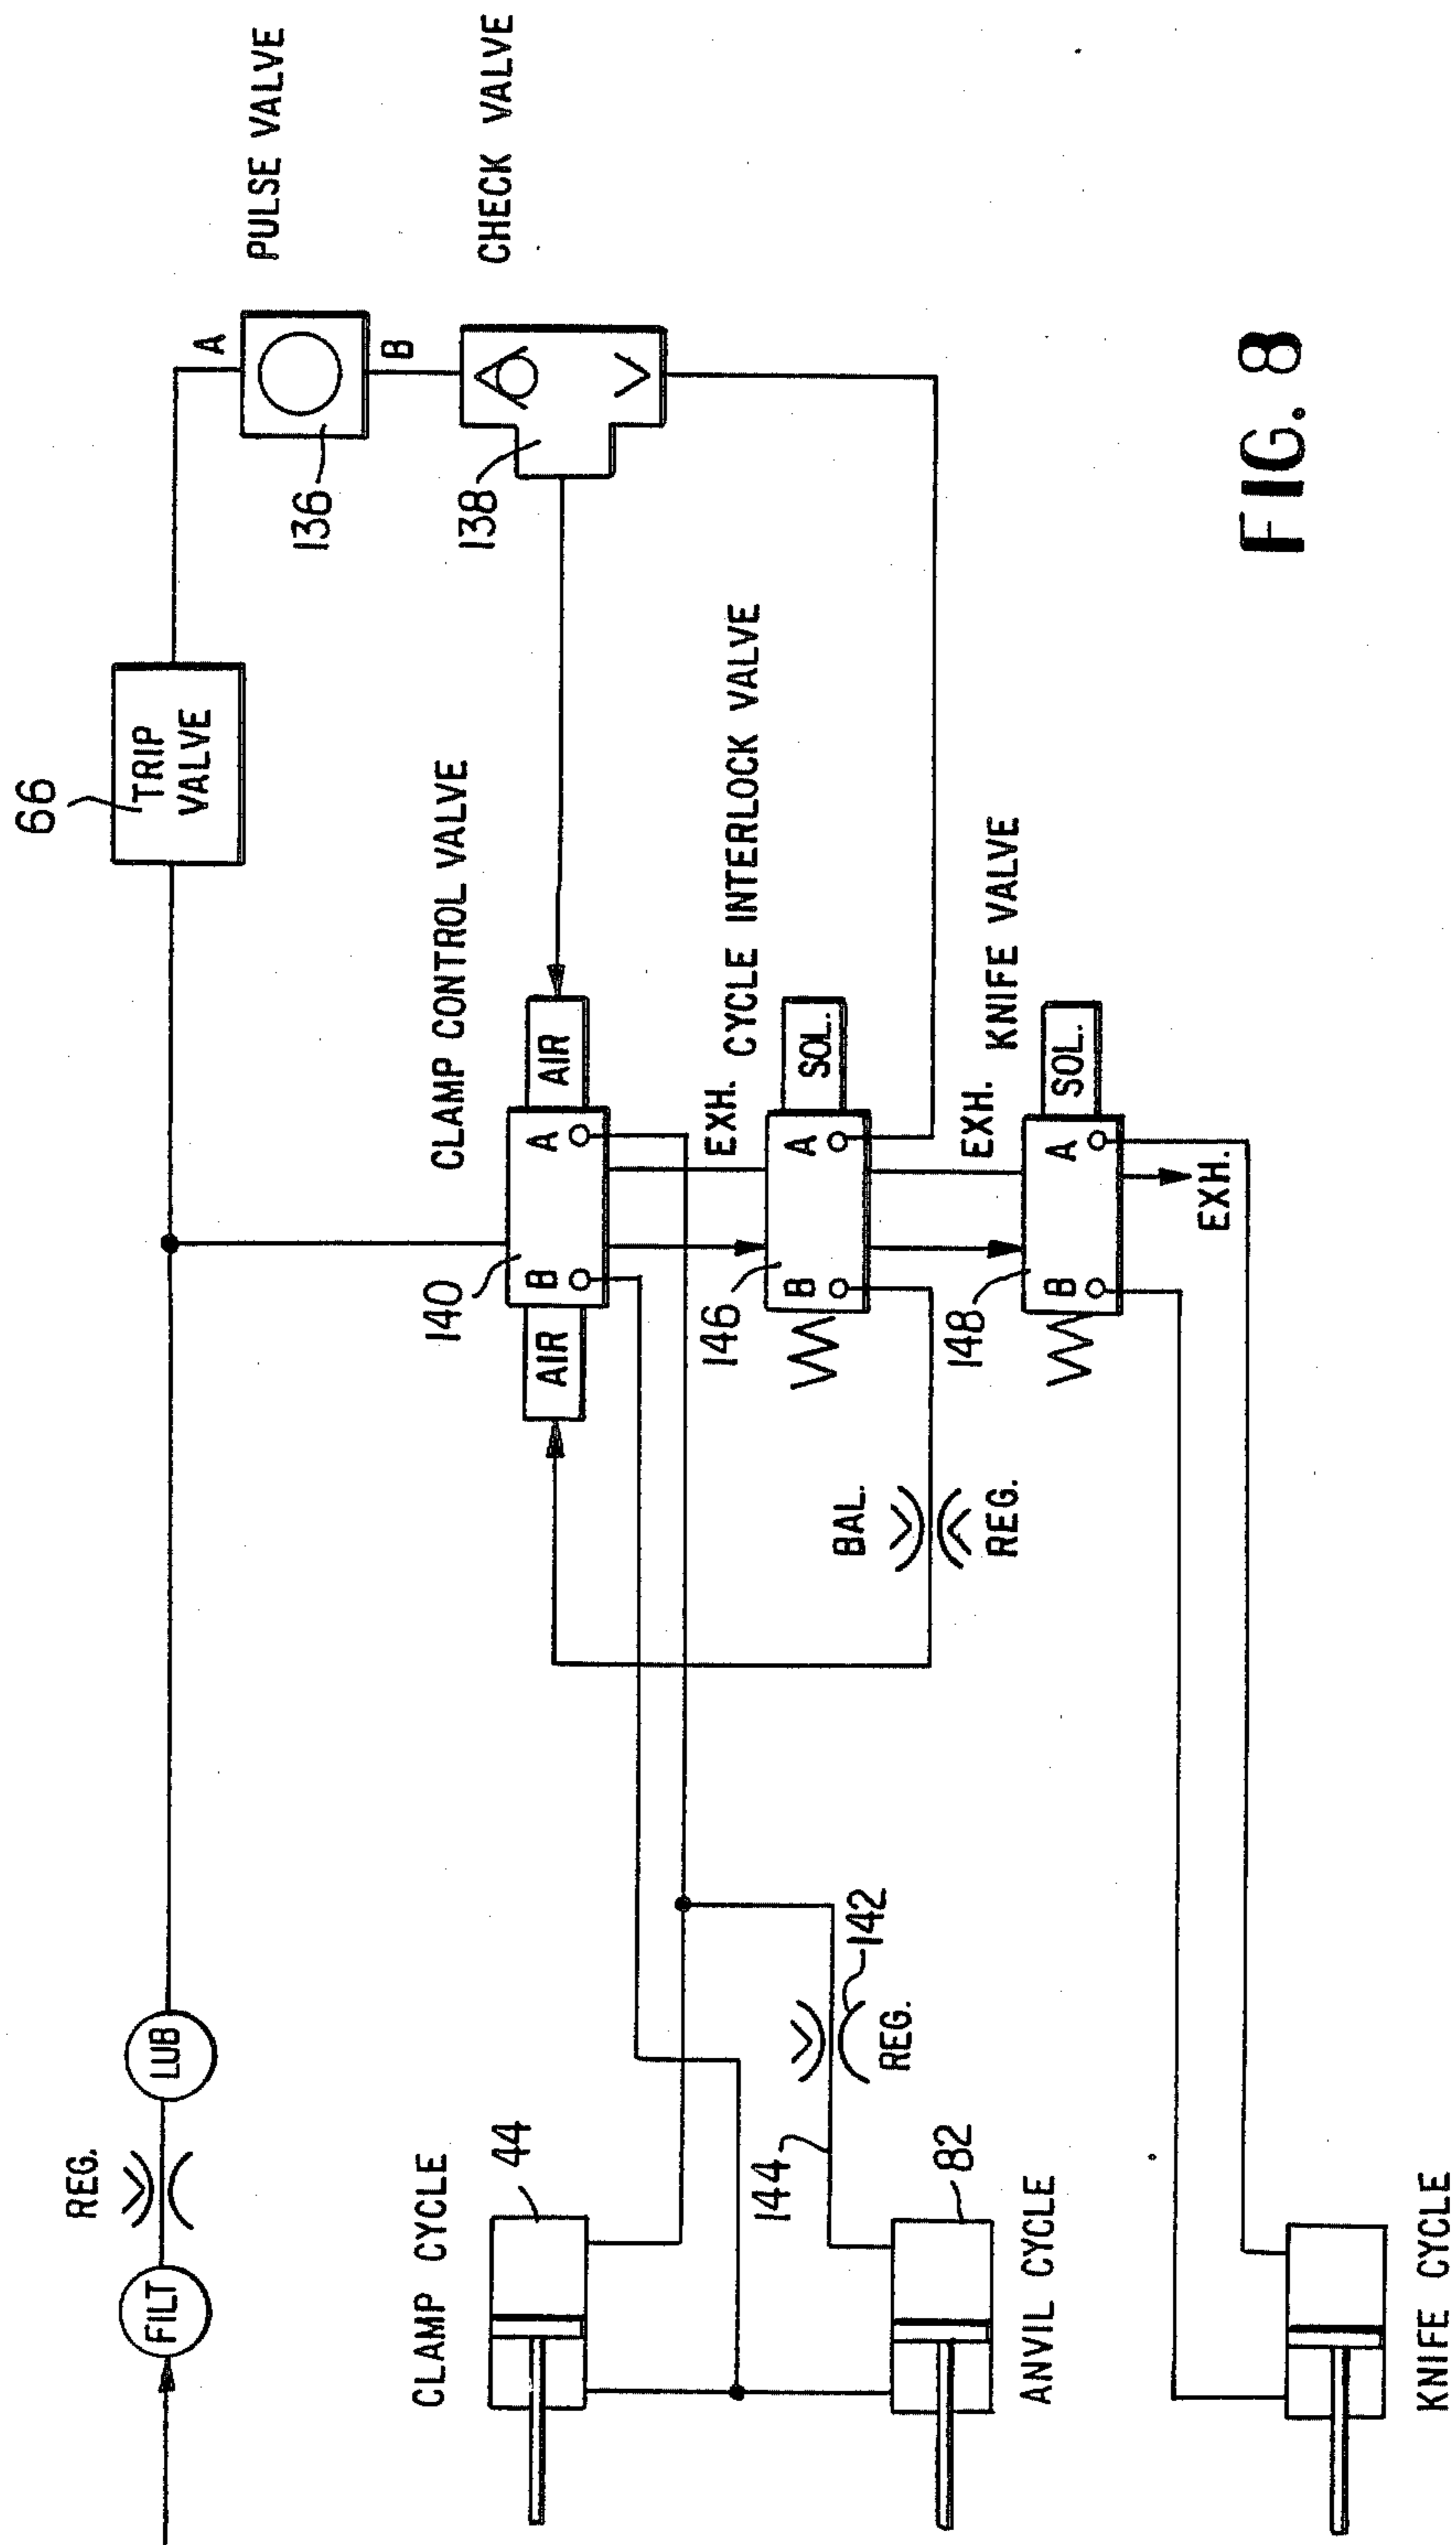 REG.
FILT
LUB
66
TRIP
VALVE
A
PULSE VALVE
136
B
CHECK VALVE
138
CLAMP CONTROL VALVE
AIR
B
A
AIR
140
EXH.
CYCLE INTERLOCK VALVE
B
A
SOL.
146
EXH.
KNIFE VALVE
B
A
SOL.
148
EXH.
BAL.
REG.
CLAMP CYCLE
44
142
REG.
144
82
ANVIL CYCLE
KNIFE CYCLE
FIG. 8